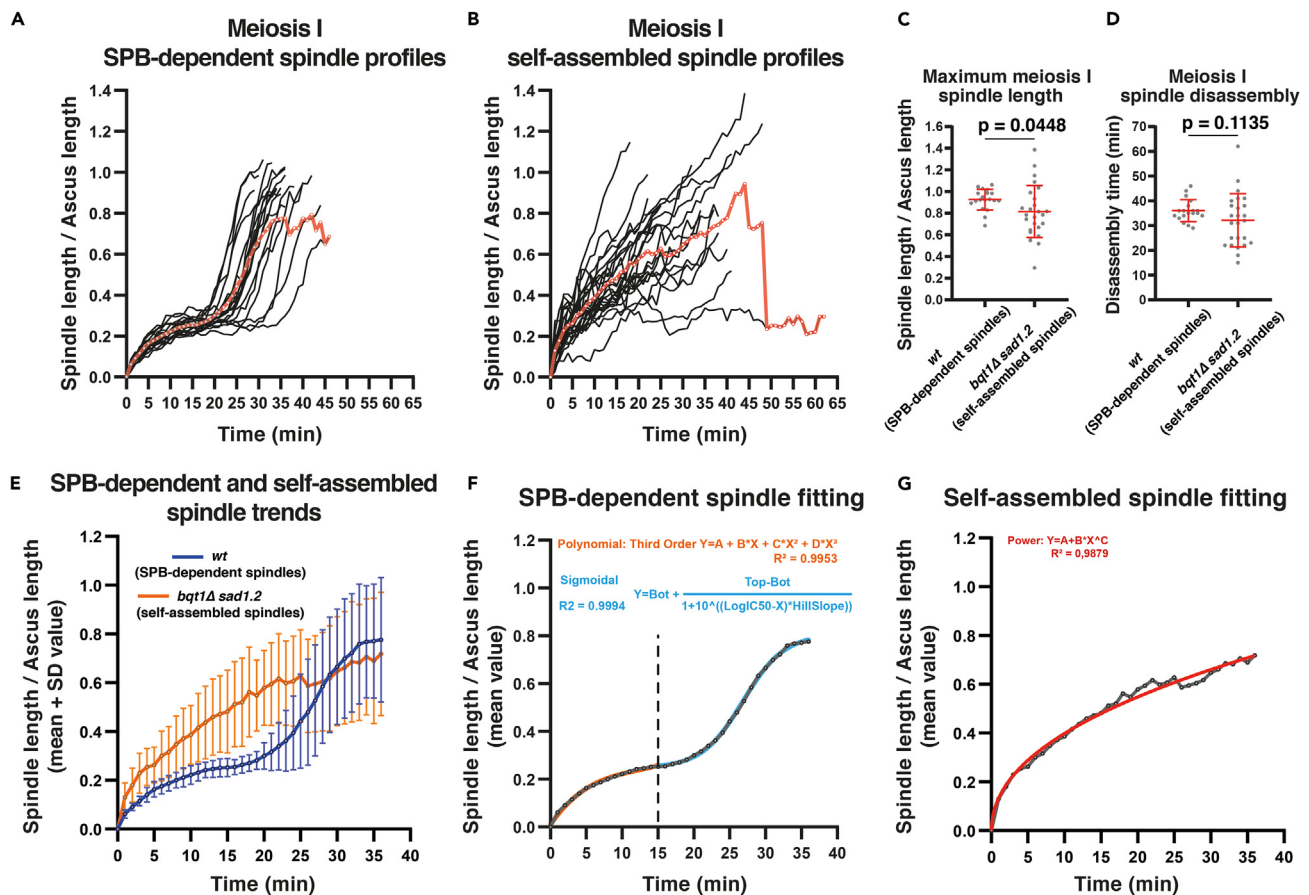 A
Meiosis I
SPB-dependent spindle profiles
Spindle length / Ascus length
1.4
1.2
1.0
0.8
0.6
0.4
0.2
0.0
0 5 10 15 20 25 30 35 40 45 50 55 60 65
Time (min)
B
Meiosis I
self-assembled spindle profiles
Spindle length / Ascus length
1.4
1.2
1.0
0.8
0.6
0.4
0.2
0.0
0 5 10 15 20 25 30 35 40 45 50 55 60 65
Time (min)
C
Maximum meiosis I
spindle length
p = 0.0448
Spindle length / Ascus length
1.6
1.4
1.2
1.0
0.8
0.6
0.4
0.2
0.0
wt
(SPB-dependent spindles)
bqt1Δ sad1.2
(self-assembled spindles)
D
Meiosis I
spindle disassembly
p = 0.1135
Disassembly time (min)
70
60
50
40
30
20
10
0
wt
(SPB-dependent spindles)
bqt1Δ sad1.2
(self-assembled spindles)
E
SPB-dependent and self-assembled
spindle trends
Spindle length / Ascus length
(mean + SD value)
1.2
1.0
0.8
0.6
0.4
0.2
0.0
wt
(SPB-dependent spindles)
bqt1Δ sad1.2
(self-assembled spindles)
0 5 10 15 20 25 30 35 40
Time (min)
F
SPB-dependent spindle fitting
Spindle length / Ascus length
(mean value)
1.2
1.0
0.8
0.6
0.4
0.2
0.0
Polynomial: Third Order Y=A + B*X + C*X² + D*X³
R² = 0.9953
Sigmoidal
R2 = 0.9994
Y=Bot + Top-Bot
1+10^((LogIC50-X)*HillSlope))
0 5 10 15 20 25 30 35 40
Time (min)
G
Self-assembled spindle fitting
Spindle length / Ascus length
(mean value)
1.2
1.0
0.8
0.6
0.4
0.2
0.0
Power: Y=A+B*X^C
R² = 0,9879
0 5 10 15 20 25 30 35 40
Time (min)